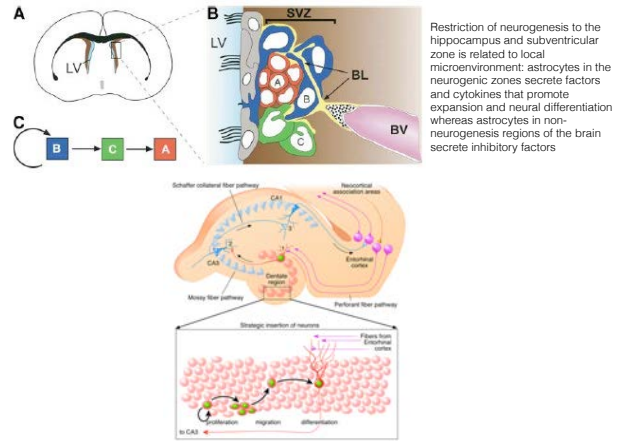 A
LV
B
SVZ
LV
A
B
C
BL
BV
C
B
C
A
Restriction of neurogenesis to the
hippocampus and subventricular
zone is related to local
microenvironment: astrocytes in the
neurogenic zones secrete factors
and cytokines that promote
expansion and neural differentiation
whereas astrocytes in non-
neurogenesis regions of the brain
secrete inhibitory factors
Schaffer collateral fiber pathway
CA1
Neocortical
association areas
3
2
1
CA3
Dentate
region
Entorhinal
cortex
Mossy fiber pathway
Perforant fiber pathway
Strategic insertion of neurons
Fibers from
Entorhinal
cortex
proliferation
migration
differentiation
to CA3